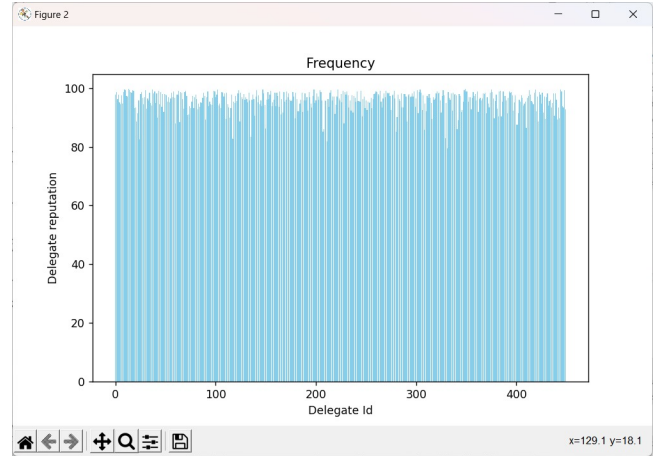 Figure 2
Frequency
100
80
60
40
20
0
Delegate reputation
0 100 200 300 400
Delegate Id
x=129.1 y=18.1